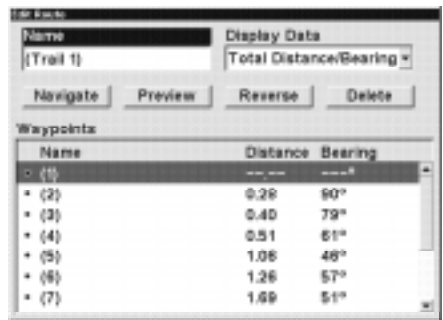 Edit Route
Name
Display Data
(Trail 1)
Total Distance/Bearing
Navigate Preview Reverse Delete
Waypoints
Name Distance Bearing
(1) --.-- ---°
(2) 0.28 90°
(3) 0.40 79°
(4) 0.51 61°
(5) 1.06 46°
(6) 1.26 57°
(7) 1.69 51°